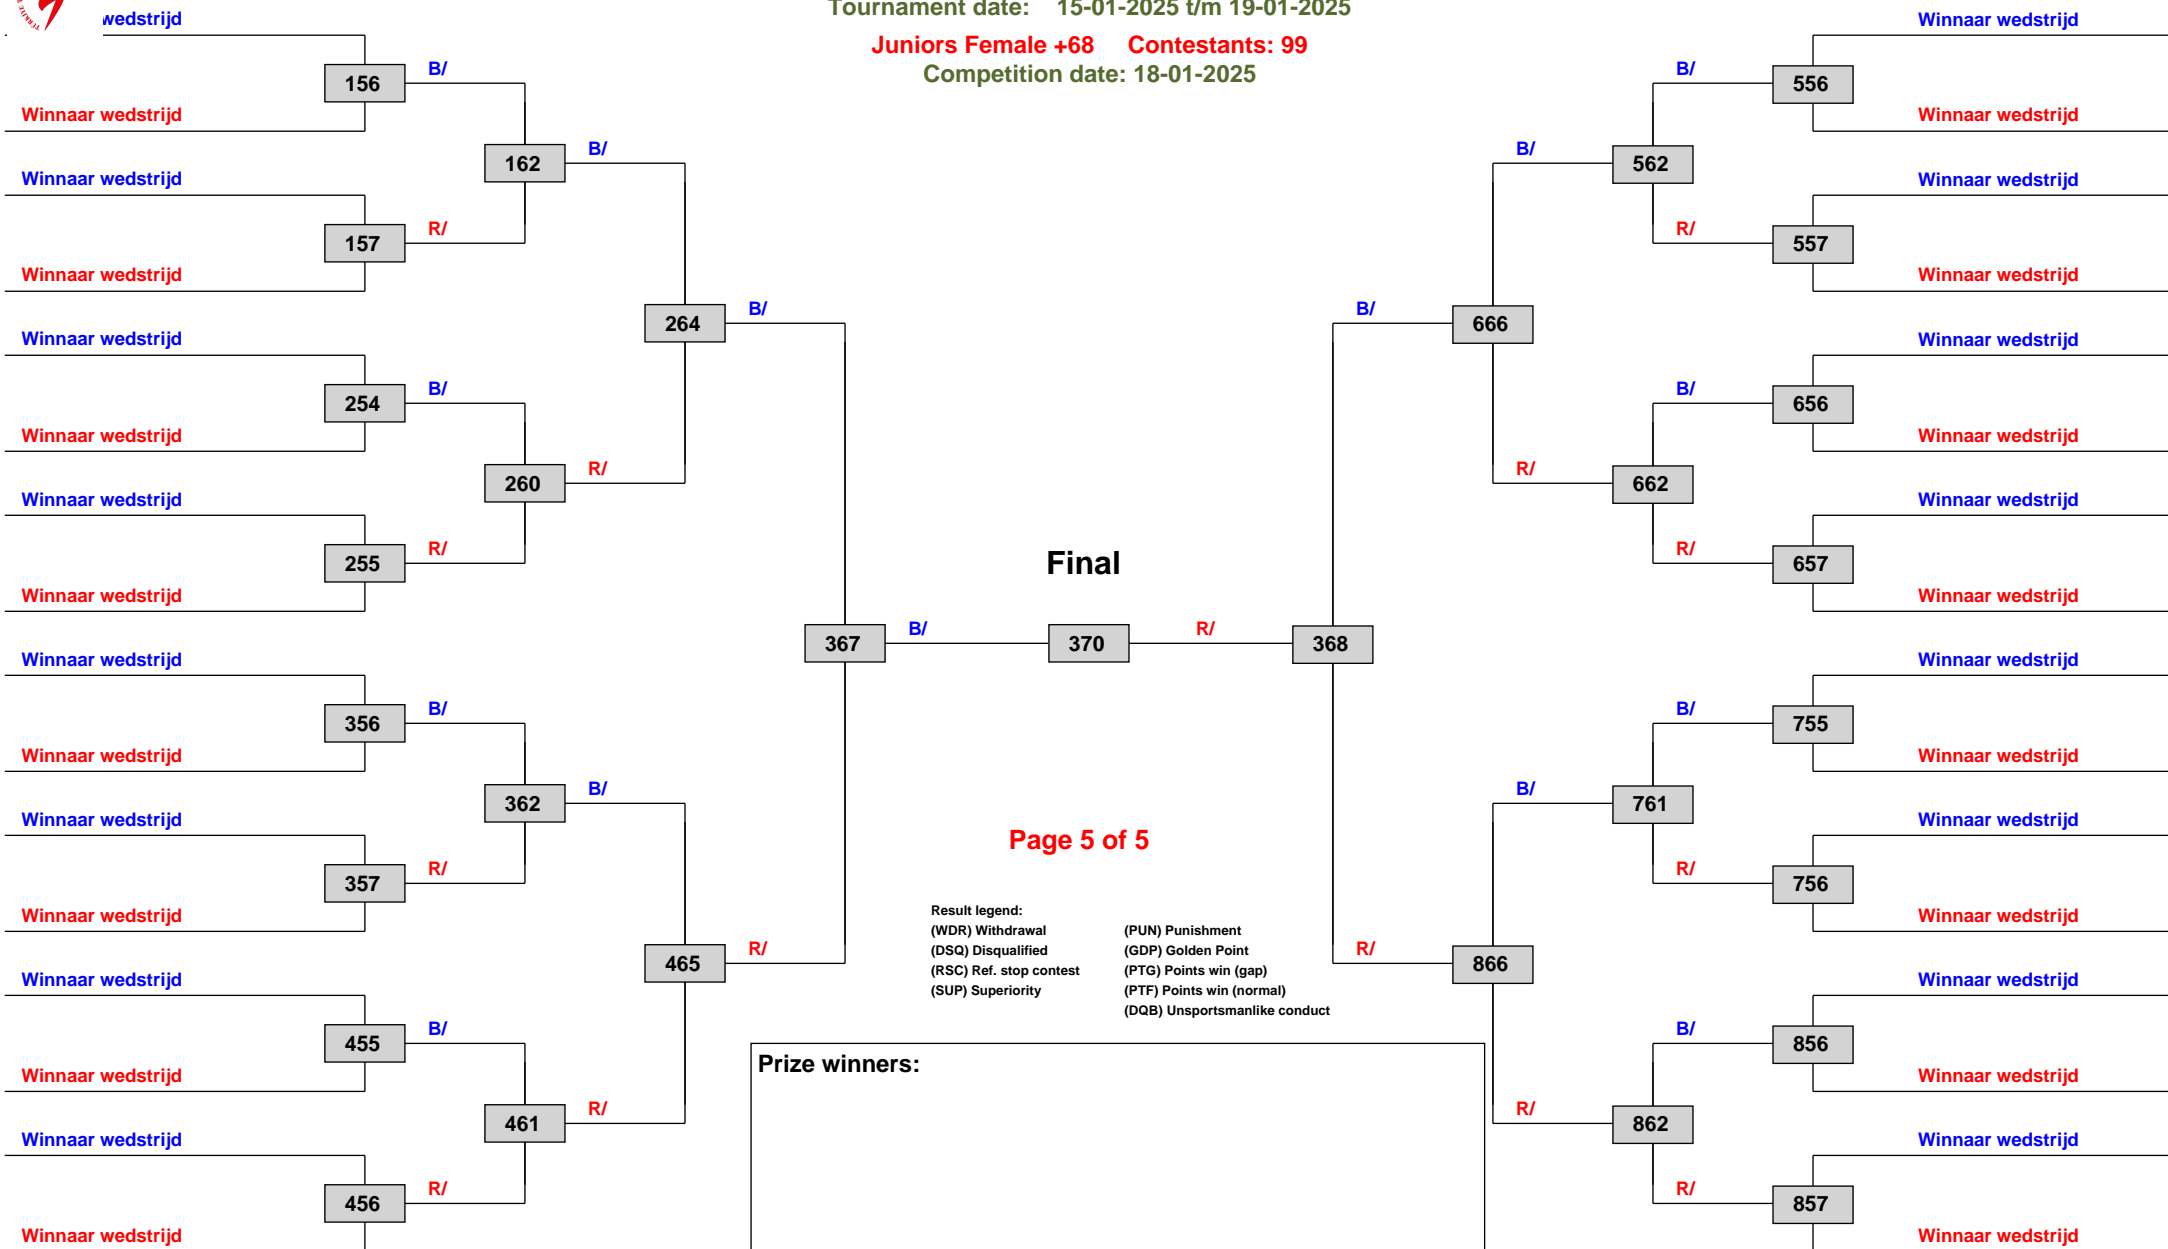 Tournament date: 15-01-2025 t/m 19-01-2025
Juniors Female +68 Contestants: 99
Competition date: 18-01-2025
wedstrijd
156
B/
Winnaar wedstrijd
162
B/
Winnaar wedstrijd
157
R/
Winnaar wedstrijd
264
B/
Winnaar wedstrijd
254
B/
Winnaar wedstrijd
260
R/
Winnaar wedstrijd
255
R/
Winnaar wedstrijd
367
B/
Winnaar wedstrijd
356
B/
Winnaar wedstrijd
362
B/
Winnaar wedstrijd
357
R/
Winnaar wedstrijd
465
R/
Winnaar wedstrijd
455
B/
Winnaar wedstrijd
461
R/
Winnaar wedstrijd
456
R/
Winnaar wedstrijd
Final
370
R/
368
Page 5 of 5
Result legend:
(WDR) Withdrawal
(DSQ) Disqualified
(RSC) Ref. stop contest
(SUP) Superiority
(PUN) Punishment
(GDP) Golden Point
(PTG) Points win (gap)
(PTF) Points win (normal)
(DQB) Unsportsmanlike conduct
Prize winners:
Winnaar wedstrijd
B/
556
Winnaar wedstrijd
B/
562
Winnaar wedstrijd
R/
557
Winnaar wedstrijd
B/
666
Winnaar wedstrijd
B/
656
Winnaar wedstrijd
R/
662
Winnaar wedstrijd
R/
657
Winnaar wedstrijd
Winnaar wedstrijd
B/
755
Winnaar wedstrijd
B/
761
Winnaar wedstrijd
R/
756
Winnaar wedstrijd
R/
866
Winnaar wedstrijd
B/
856
Winnaar wedstrijd
R/
862
Winnaar wedstrijd
R/
857
Winnaar wedstrijd